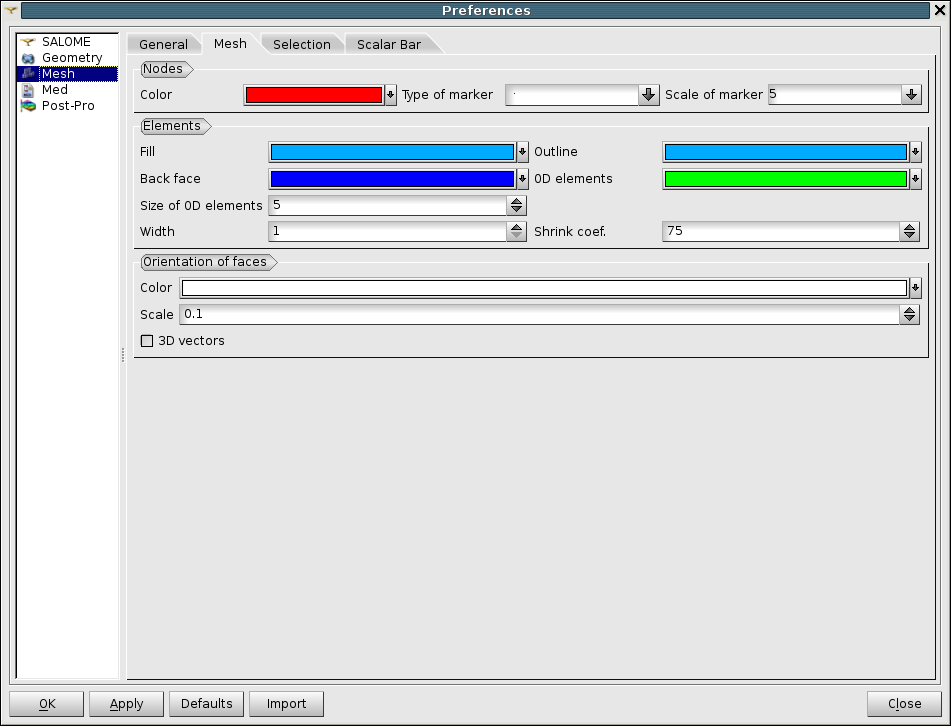 Preferences
SALOME
Geometry
Mesh
Med
Post-Pro
General Mesh Selection Scalar Bar
Nodes
Color Type of marker Scale of marker 5
Elements
Fill Outline
Back face 0D elements
Size of 0D elements 5
Width 1 Shrink coef. 75
Orientation of faces
Color
Scale 0.1
3D vectors
OK Apply Defaults Import Close